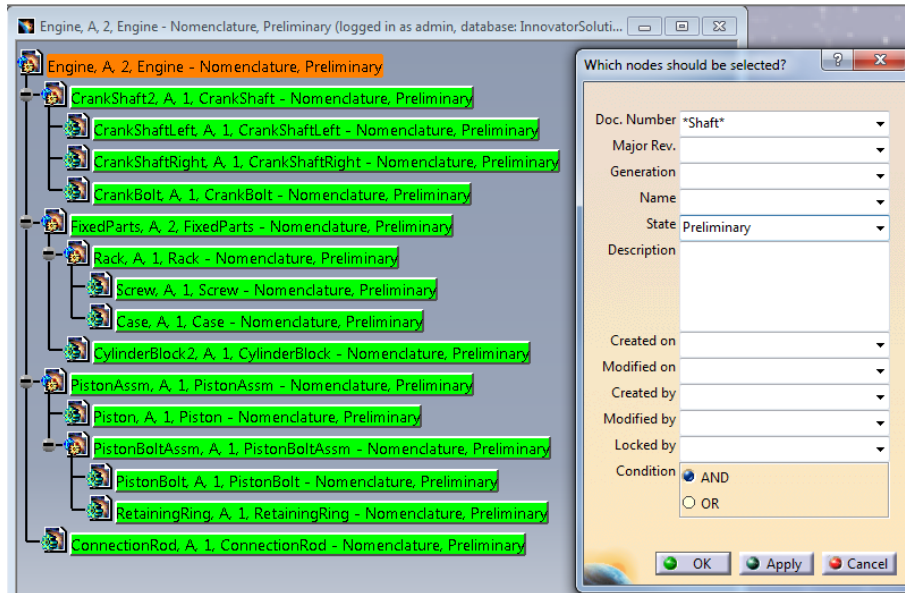 Engine, A, 2, Engine - Nomenclature, Preliminary (logged in as admin, database: InnovatorSoluti...
Engine, A, 2, Engine - Nomenclature, Preliminary
CrankShaft2, A, 1, CrankShaft - Nomenclature, Preliminary
CrankShaftLeft, A, 1, CrankShaftLeft - Nomenclature, Preliminary
CrankShaftRight, A, 1, CrankShaftRight - Nomenclature, Preliminary
CrankBolt, A, 1, CrankBolt - Nomenclature, Preliminary
FixedParts, A, 2, FixedParts - Nomenclature, Preliminary
Rack, A, 1, Rack - Nomenclature, Preliminary
Screw, A, 1, Screw - Nomenclature, Preliminary
Case, A, 1, Case - Nomenclature, Preliminary
CylinderBlock2, A, 1, CylinderBlock - Nomenclature, Preliminary
PistonAssm, A, 1, PistonAssm - Nomenclature, Preliminary
Piston, A, 1, Piston - Nomenclature, Preliminary
PistonBoltAssm, A, 1, PistonBoltAssm - Nomenclature, Preliminary
PistonBolt, A, 1, PistonBolt - Nomenclature, Preliminary
RetainingRing, A, 1, RetainingRing - Nomenclature, Preliminary
ConnectionRod, A, 1, ConnectionRod - Nomenclature, Preliminary
Which nodes should be selected?
Doc. Number *Shaft*
Major Rev.
Generation
Name
State Preliminary
Description
Created on
Modified on
Created by
Modified by
Locked by
Condition AND
OR
OK Apply Cancel